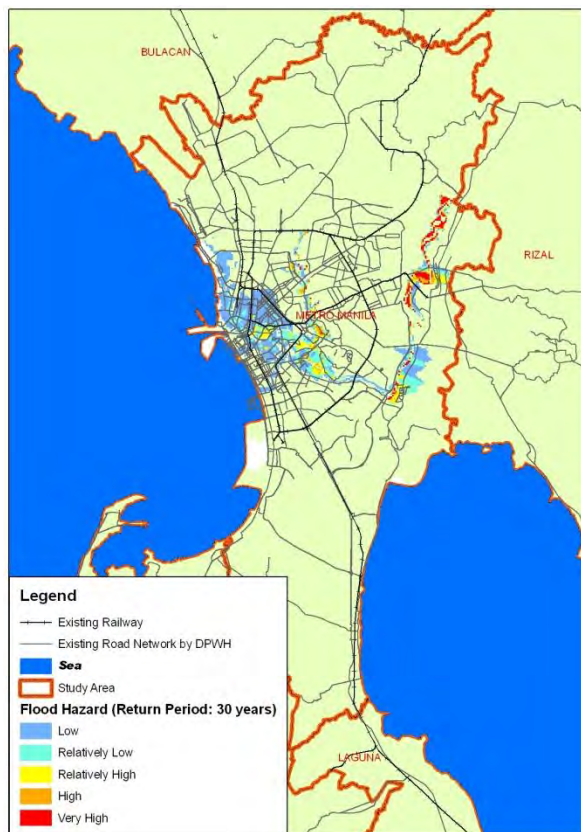 BULACAN
RIZAL
METRO MANILA
Legend
Existing Railway
Existing Road Network by DPWH
Sea
Study Area
Flood Hazard (Return Period: 30 years)
Low
Relatively Low
Relatively High
High
Very High
LAGUNA